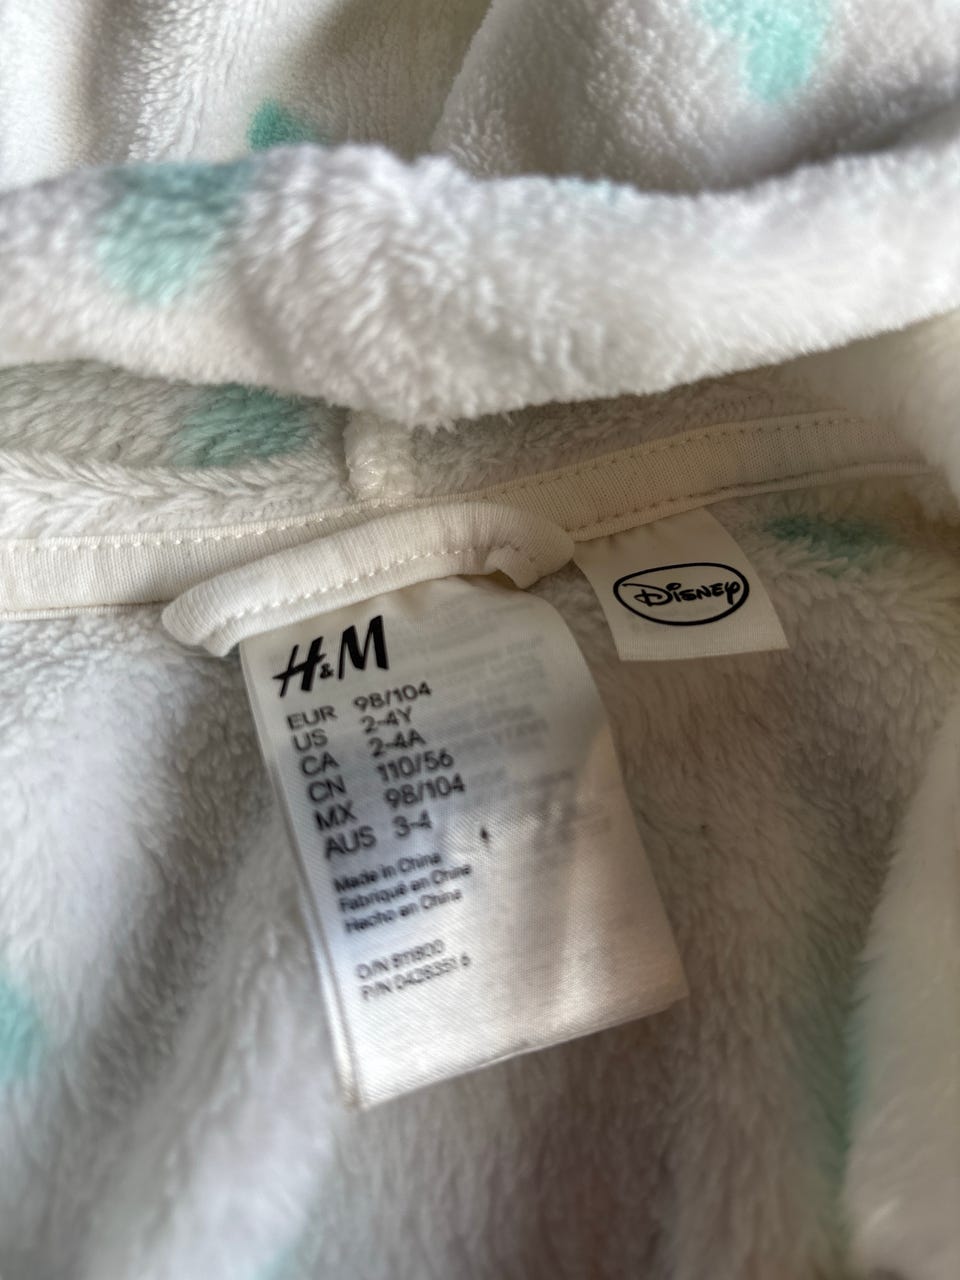 H&M
EUR 98/104
US 2-4Y
CA 2-4A
CN 110/56
MX 98/104
AUS 3-4
Made in China
Fabriqué en Chine
Hecho en China
O/N 911800
P/N
DISNEY